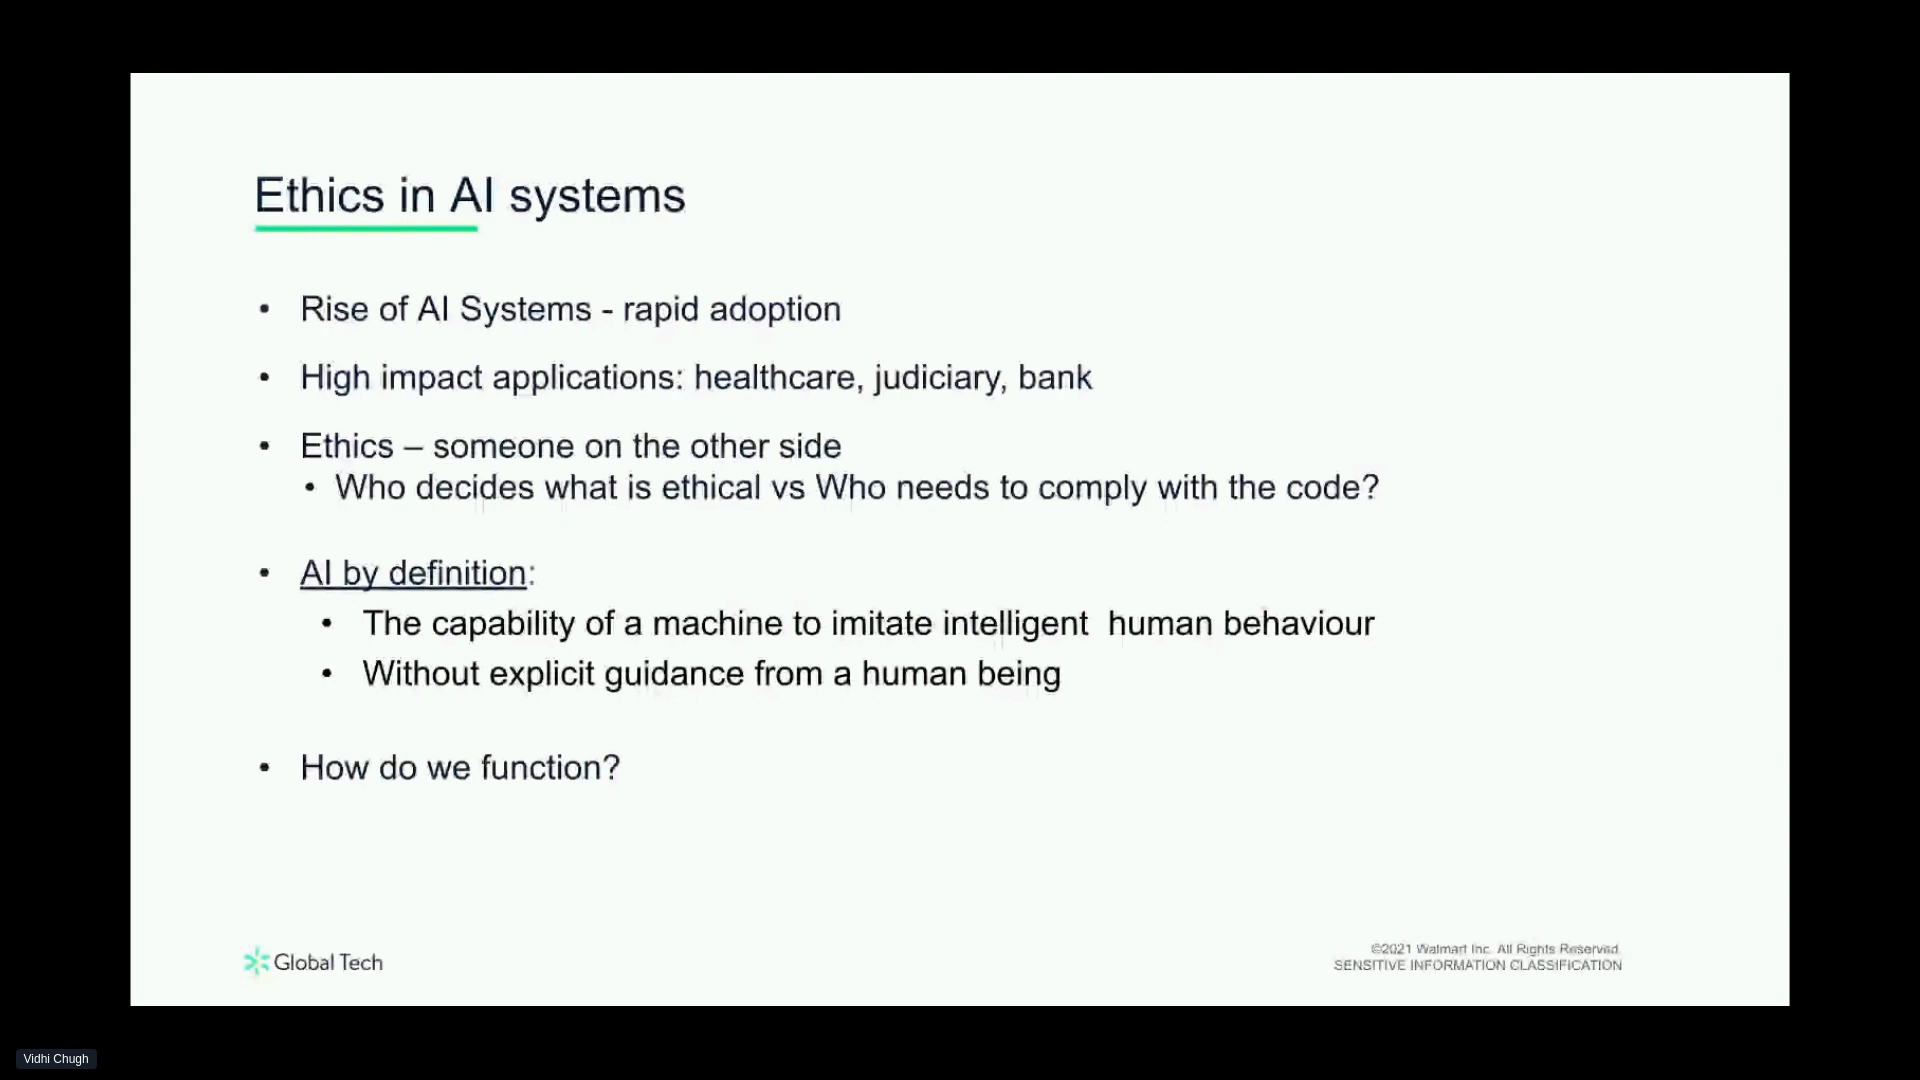 Ethics in AI systems
• Rise of AI Systems - rapid adoption
• High impact applications: healthcare, judiciary, bank
• Ethics – someone on the other side
• Who decides what is ethical vs Who needs to comply with the code?
• AI by definition:
• The capability of a machine to imitate intelligent  human behaviour
• Without explicit guidance from a human being
• How do we function?
Global Tech
©2021 Walmart Inc. All Rights Reserved.
SENSITIVE INFORMATION CLASSIFICATION
Vidhi Chugh